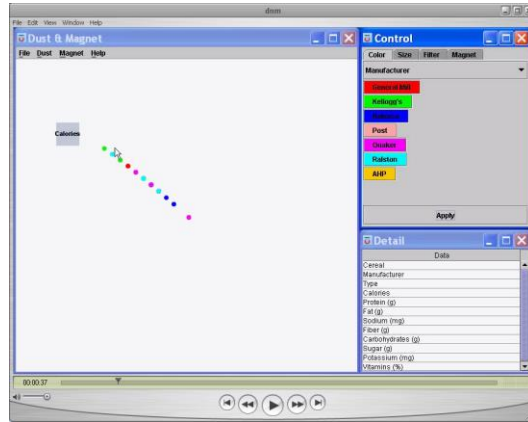 dnm
File Edit View Window Help
Dust & Magnet
File Dust Magnet Help
Calories
Control
Color Size Filter Magnet
Manufacturer
General Mill
Kellogg's
Post
Quaker
Ralston
AHP
Apply
Detail
Data
Cereal
Manufacturer
Type
Calories
Protein (g)
Fat (g)
Sodium (mg)
Fiber (g)
Carbohydrates (g)
Sugar (g)
Potassium (mg)
Vitamins (%)
00:00:37